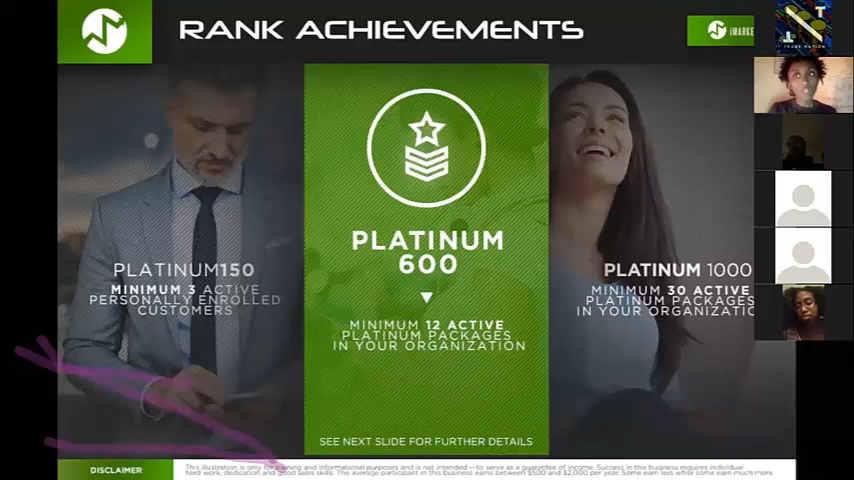 RANK ACHIEVEMENTS
iMARKE
PLATINUM150
MINIMUM 3 ACTIVE
PERSONALLY ENROLLED
CUSTOMERS
PLATINUM
600
MINIMUM 12 ACTIVE
PLATINUM PACKAGES
IN YOUR ORGANIZATION
SEE NEXT SLIDE FOR FURTHER DETAILS
PLATINUM 1000
MINIMUM 30 ACTIVE
PLATINUM PACKAGES
IN YOUR ORGANIZATIO
DISCLAIMER
This illustration is only for training and informational purposes and is not intended --to serve as a guarantee of income. Success in this business requires individual
hard work, dedication and good sales skills. The average participant in this business earns between $500 and $2,000 per year. Some earn less while some earn much more.